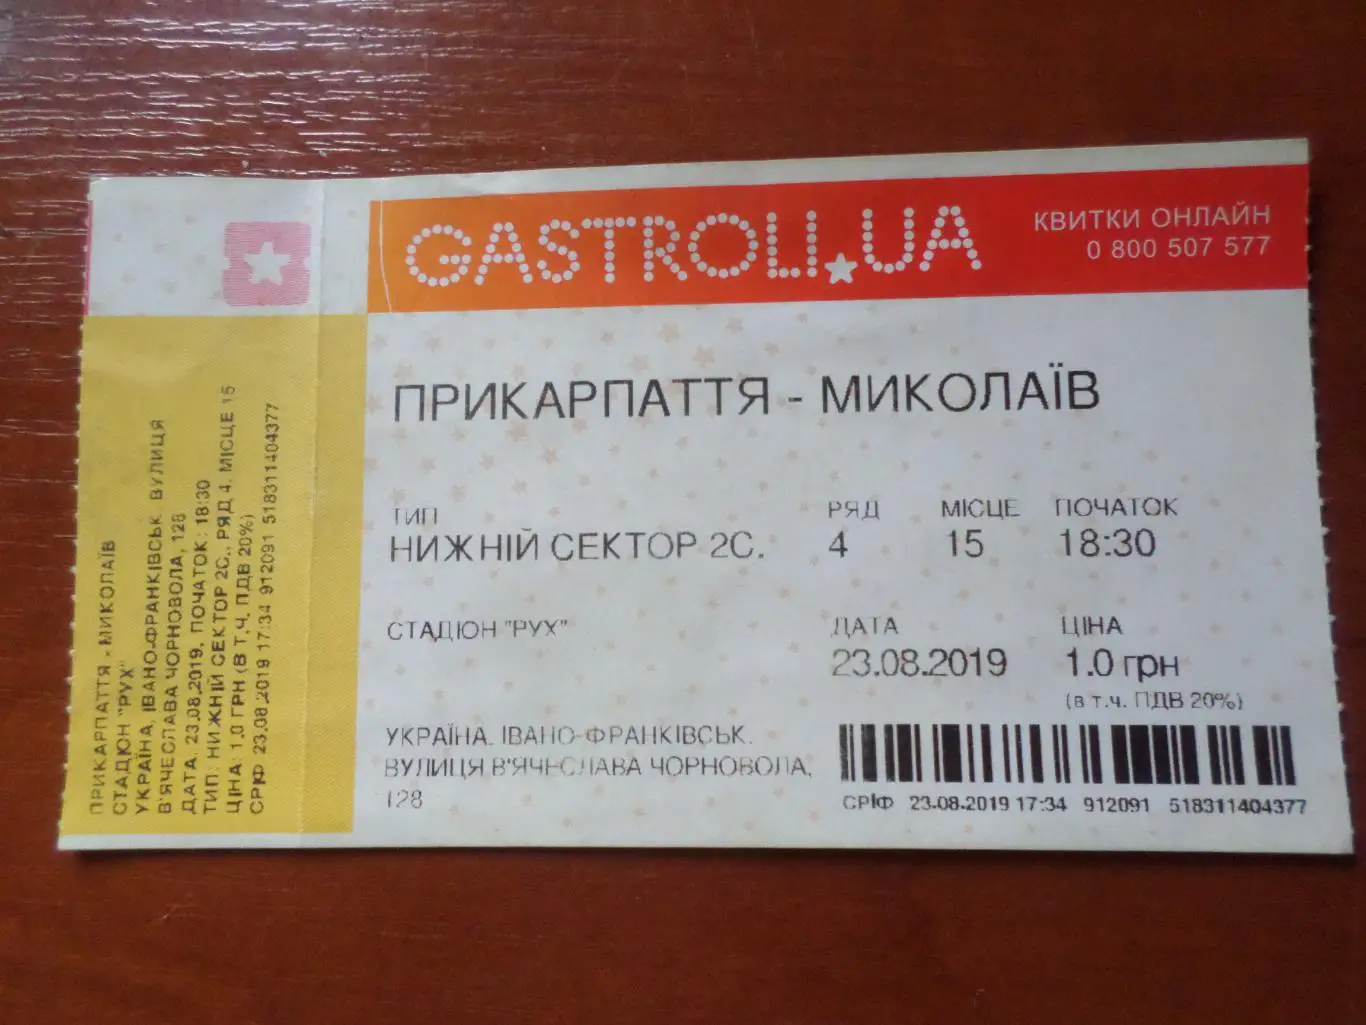 GASTROLI.UA
КВИТКИ ОНЛАЙН
0 800 507 577
ПРИКАРПАТТЯ - МИКОЛАЇВ
ТИП
НИЖНІЙ СЕКТОР 2С.
РЯД
4
МІСЦЕ
15
ПОЧАТОК
18:30
СТАДІОН "РУХ"
ДАТА
23.08.2019
ЦІНА
1.0 грн
(в т.ч. ПДВ 20%)
УКРАЇНА. ІВАНО-ФРАНКІВСЬК.
ВУЛИЦЯ В'ЯЧЕСЛАВА ЧОРНОВОЛА,
128
СРІФ 23.08.2019 17:34 912091 518311404377
ПРИКАРПАТТЯ - МИКОЛАЇВ
СТАДІОН "РУХ"
УКРАЇНА, ІВАНО-ФРАНКІВСЬК. ВУЛИЦЯ
В'ЯЧЕСЛАВА ЧОРНОВОЛА, 128
ДАТА. 23.08.2019. ПОЧАТОК: 18:30
ТИП: НИЖНІЙ СЕКТОР 2С., РЯД 4. МІСЦЕ 15
ЦІНА: 1.0 ГРН (В Т.Ч. ПДВ 20%)
СРІФ 23.08.2019 17:34 912091 518311404377